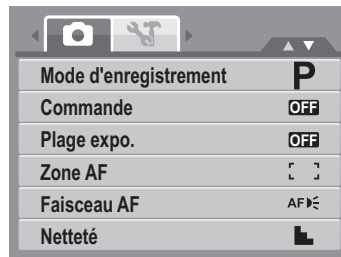 Mode d'enregistrement P
Commande OFF
Plage expo. OFF
Zone AF
Faisceau AF AF
Netteté